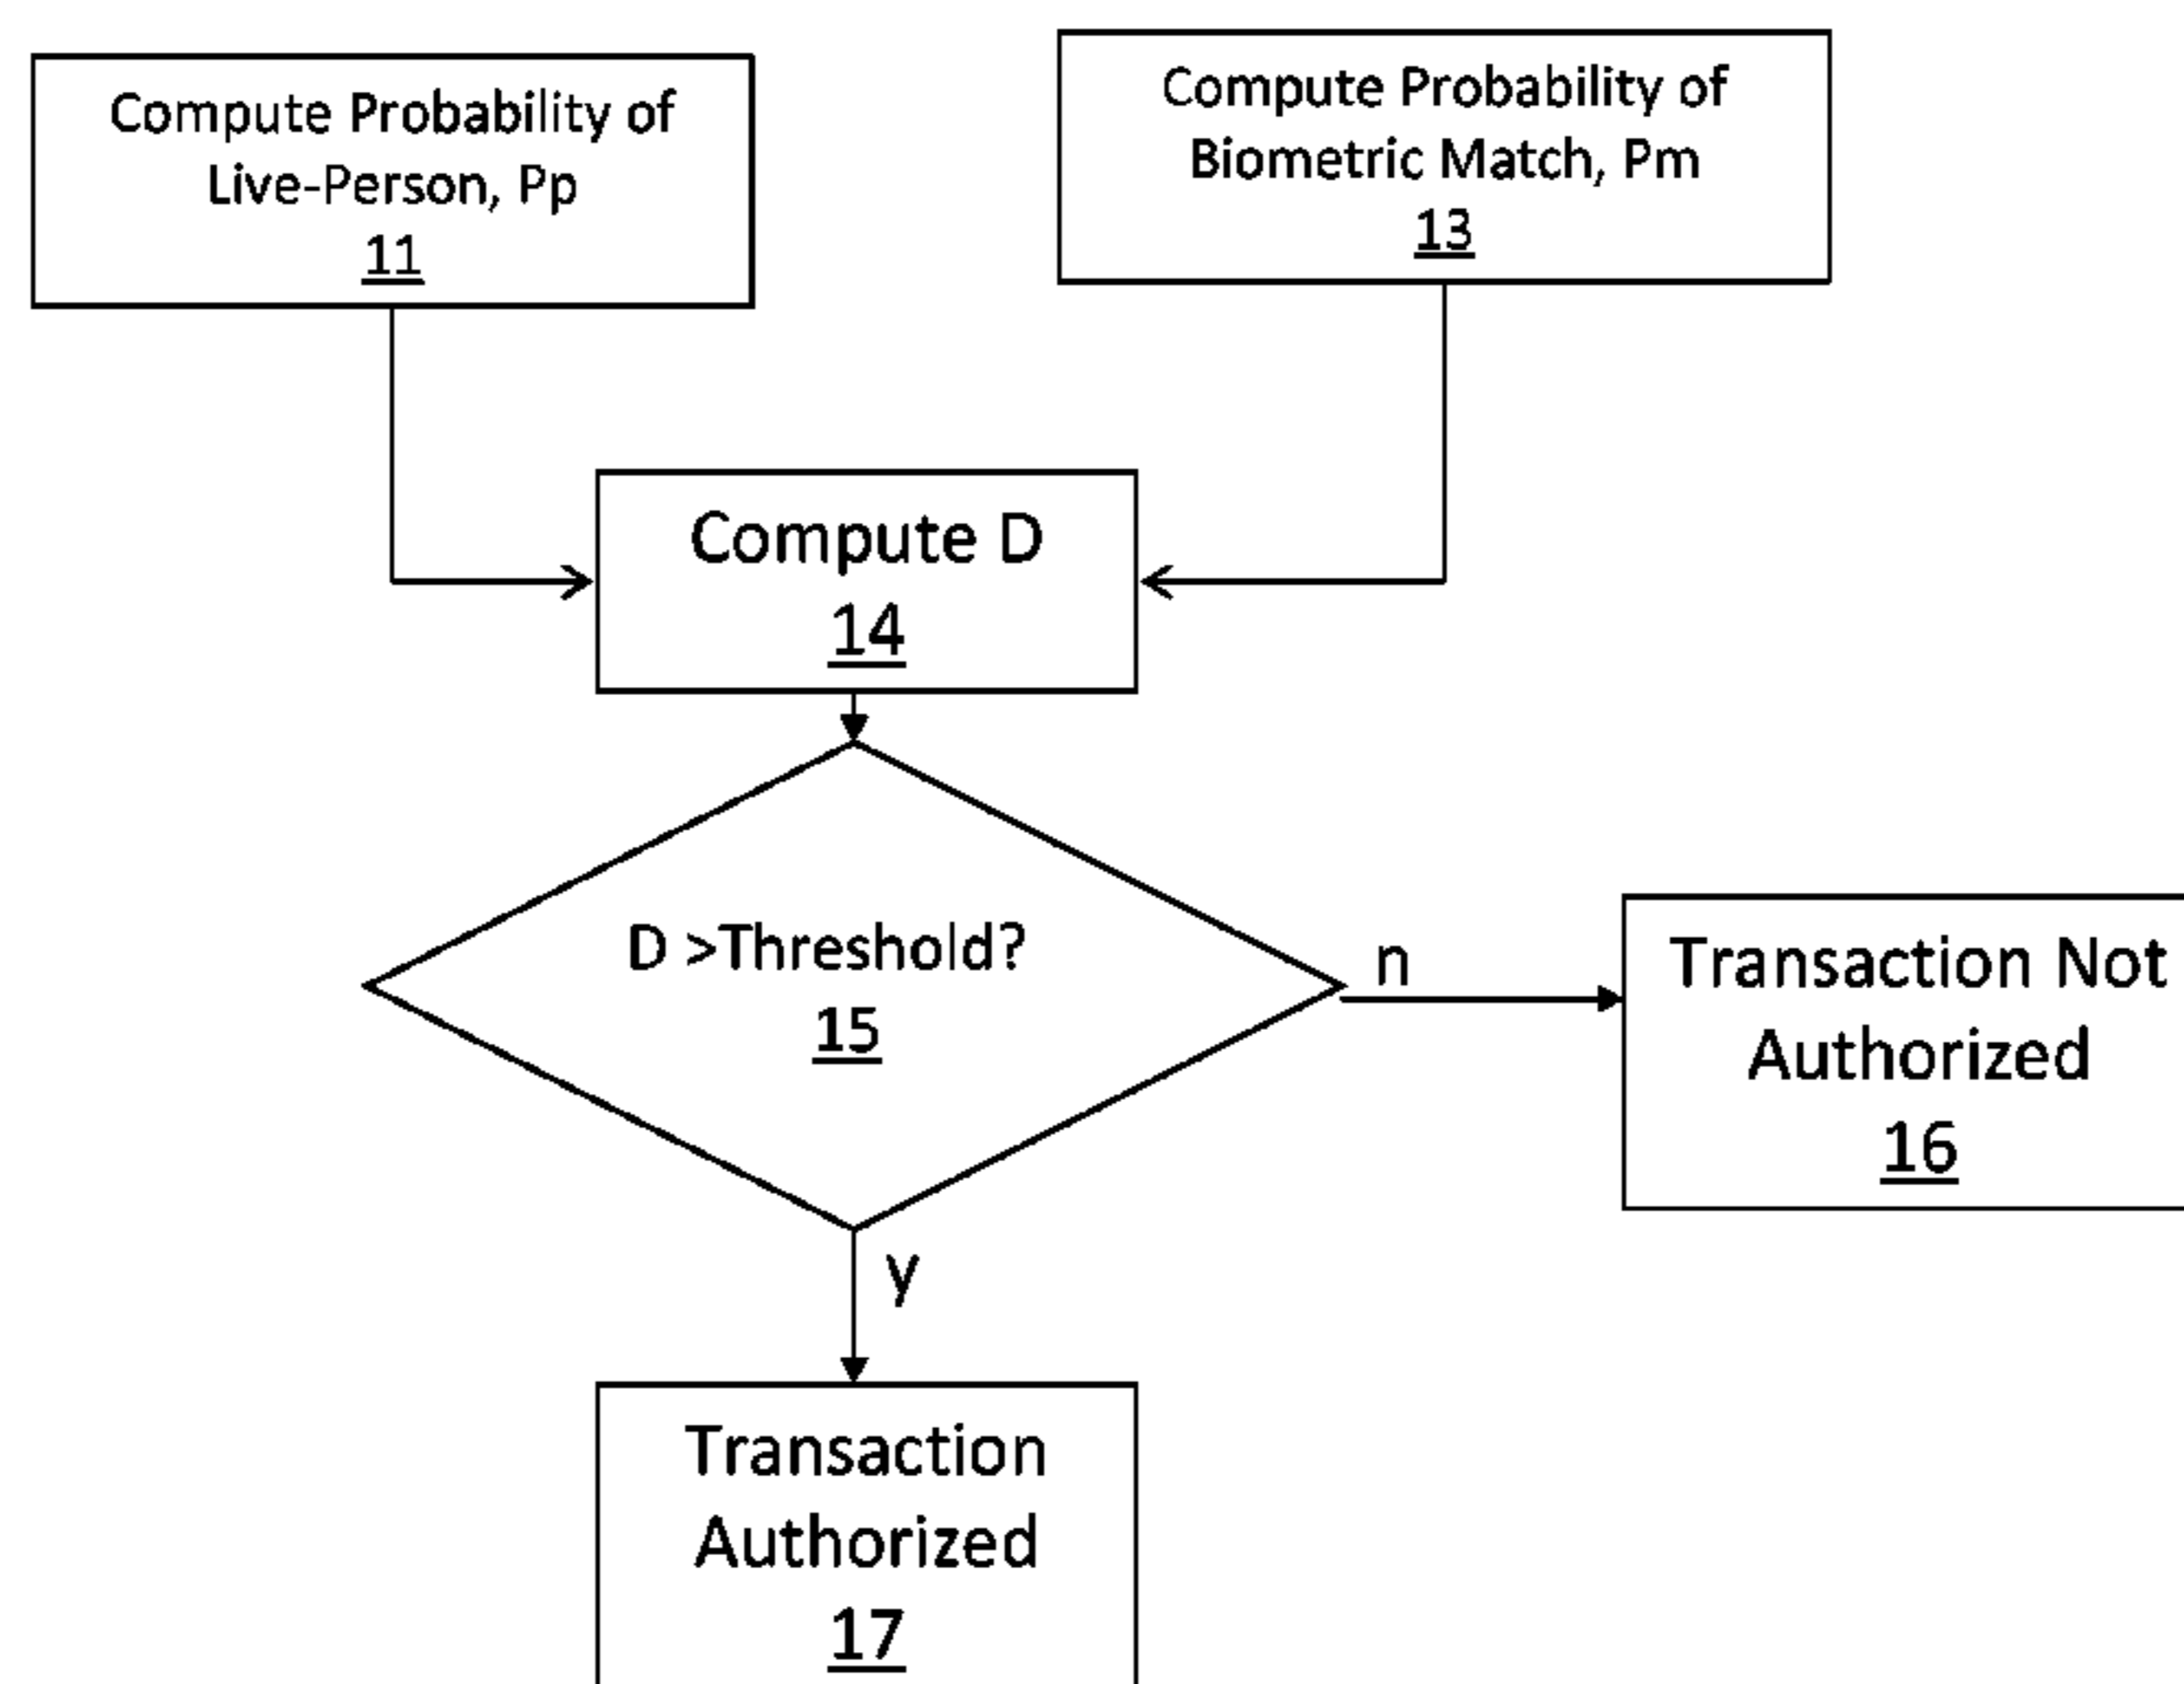 Compute Probability of
Live-Person, Pp
11
Compute Probability of
Biometric Match, Pm
13
Compute D
14
D >Threshold?
15
n
Transaction Not
Authorized
16
y
Transaction
Authorized
17